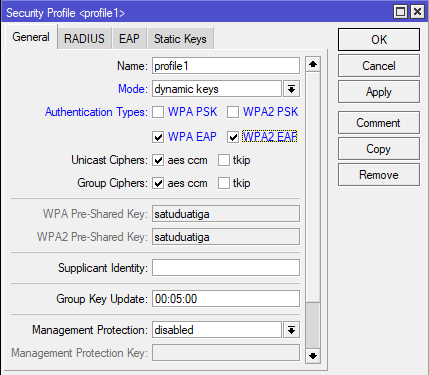 Security Profile <profile1>
General RADIUS EAP Static Keys
OK
Name: profile1
Cancel
Mode: dynamic keys
Apply
Authentication Types: WPA PSK WPA2 PSK
Comment
WPA EAP WPA2 EAP
Copy
Unicast Ciphers: aes ccm tkip
Remove
Group Ciphers: aes ccm tkip
WPA Pre-Shared Key: satuduatiga
WPA2 Pre-Shared Key: satuduatiga
Supplicant Identity:
Group Key Update: 00:05:00
Management Protection: disabled
Management Protection Key: